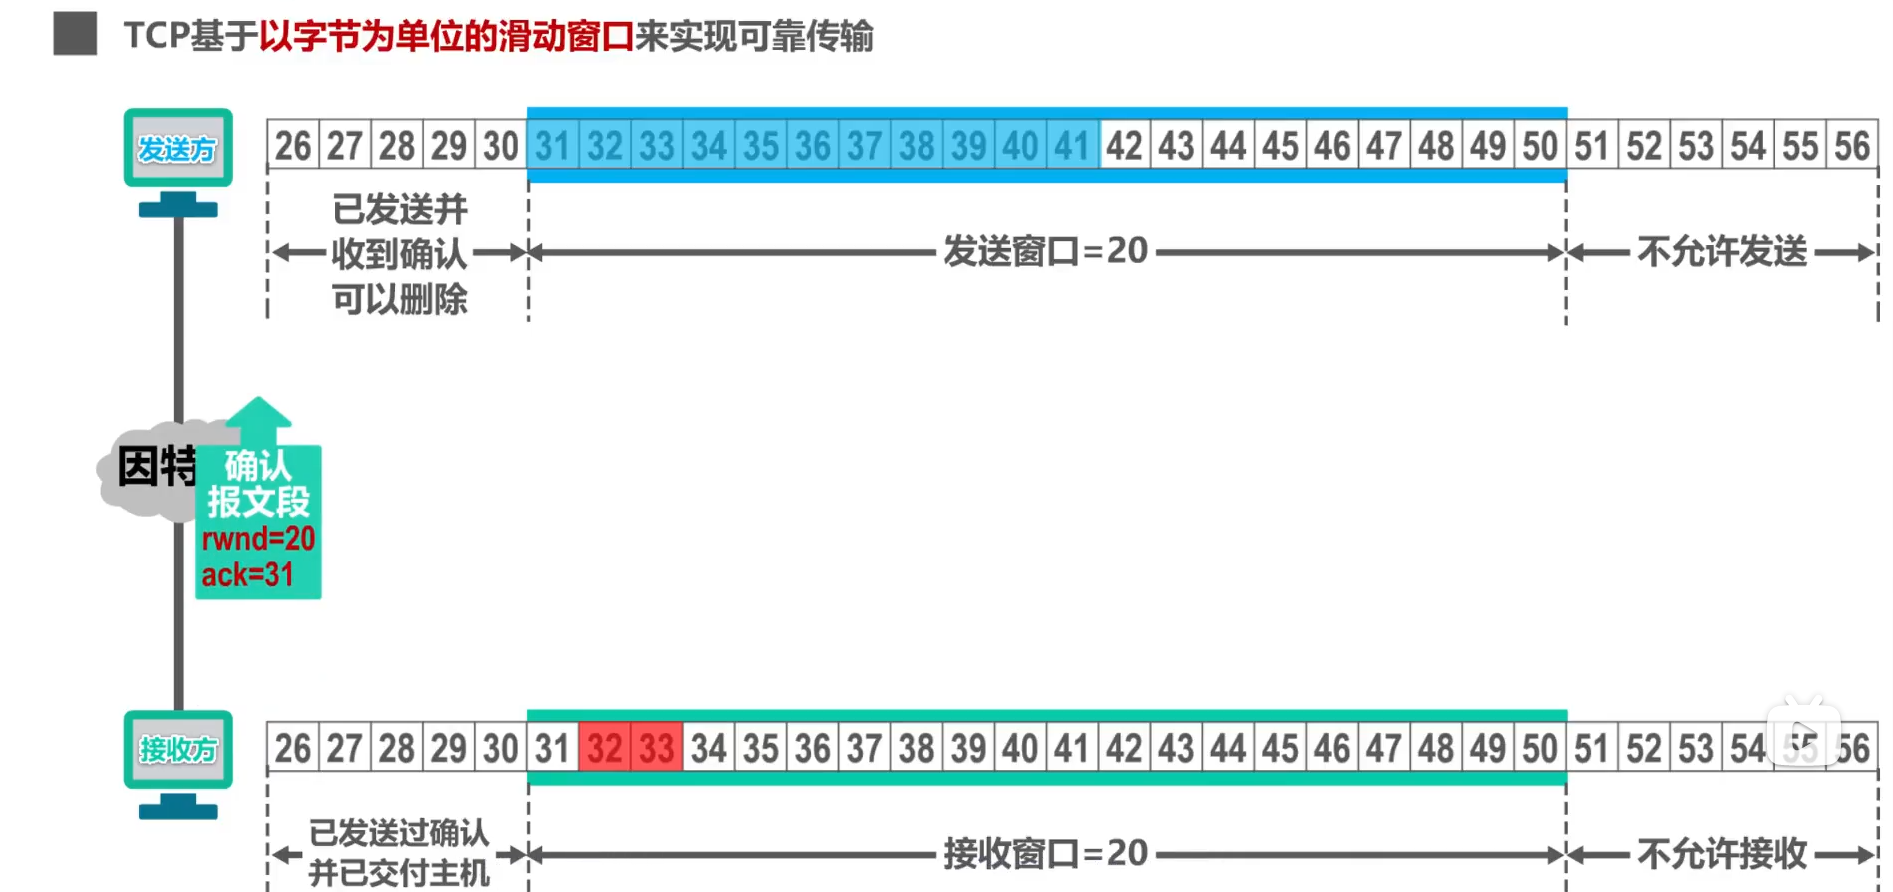 TCP基于以字节为单位的滑动窗口来实现可靠传输
发送方
26 27 28 29 30 31 32 33 34 35 36 37 38 39 40 41 42 43 44 45 46 47 48 49 50 51 52 53 54 55 56
已发送并
收到确认
可以删除
发送窗口=20
不允许发送
因特
确认
报文段
rwnd=20
ack=31
接收方
26 27 28 29 30 31 32 33 34 35 36 37 38 39 40 41 42 43 44 45 46 47 48 49 50 51 52 53 54 55 56
已发送过确认
并已交付主机
接收窗口=20
不允许接收